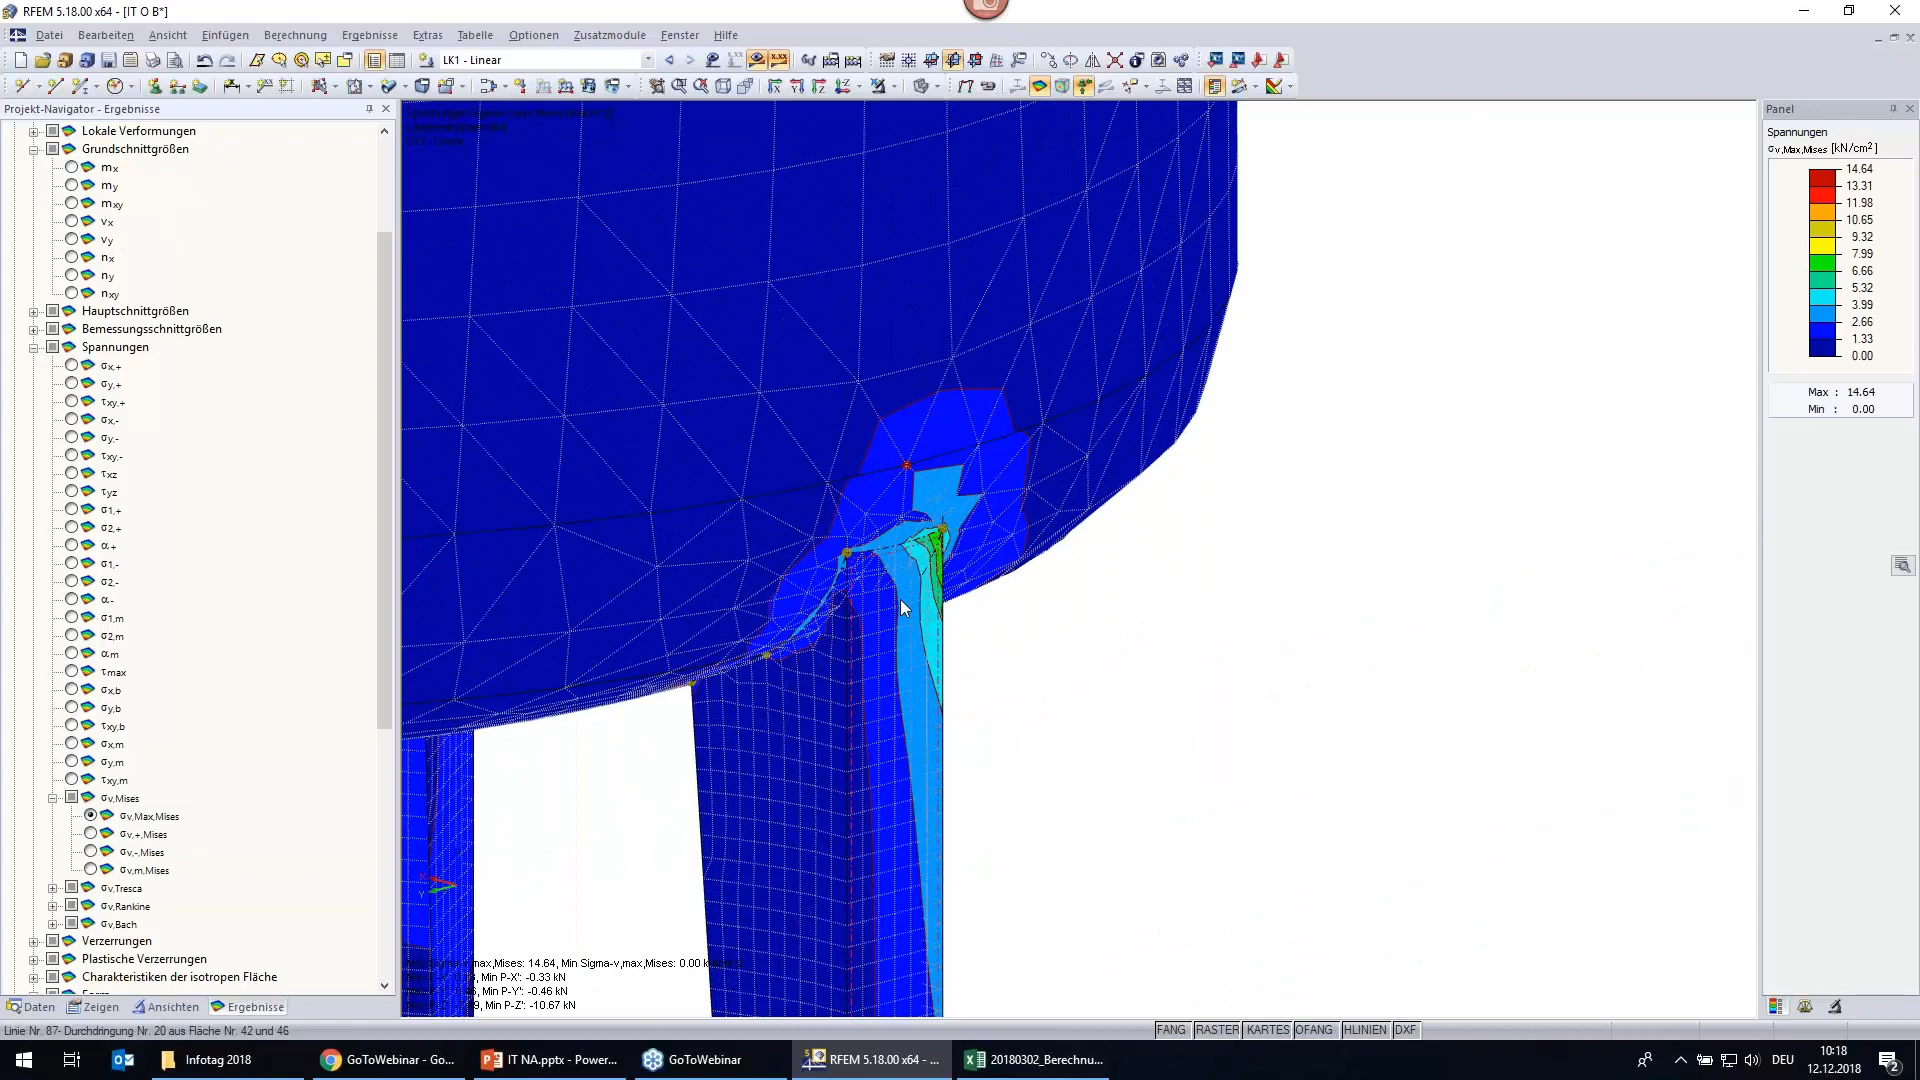 RFEM 5.18.00 x64 - [IT O B*]
Datei Bearbeiten Ansicht Einfügen Berechnung Ergebnisse Extras Tabelle Optionen Zusatzmodule Fenster Hilfe
LK1 - Linear
Projekt-Navigator - Ergebnisse
Lokale Verformungen
Grundschnittgrößen
mx
my
mxy
vx
vy
nx
ny
nxy
Hauptschnittgrößen
Bemessungsschnittgrößen
Spannungen
σx,+
σy,+
τxy,+
σx,-
σy,-
τxy,-
τxz
τyz
σ1,+
σ2,+
α+
σ1,-
σ2,-
α-
σ1,m
σ2,m
αm
τmax
σx,b
σy,b
τxy,b
σx,m
σy,m
τxy,m
σv,Mises
σv,Max,Mises
σv,+,Mises
σv,-,Mises
σv,m,Mises
σv,Tresca
σv,Rankine
σv,Bach
Verzerrungen
Plastische Verzerrungen
Charakteristiken der isotropen Fläche
Daten Zeigen Ansichten Ergebnisse
X
Y
max,Mises: 14.64, Min Sigma-v,max,Mises: 0.00
, Min P-X': -0.33 kN
, Min P-Y': -0.46 kN
, Min P-Z': -10.67 kN
Panel
Spannungen
σv,Max,Mises [kN/cm²]
14.64
13.31
11.98
10.65
9.32
7.99
6.66
5.32
3.99
2.66
1.33
0.00
Max : 14.64
Min : 0.00
Linie Nr. 87- Durchdringung Nr. 20 aus Fläche Nr. 42 und 46
FANG RASTER KARTES OFANG HLINIEN DXF
Infotag 2018
GoToWebinar - Go...
IT NA.pptx - Power...
GoToWebinar
RFEM 5.18.00 x64 - ...
20180302_Berechnu...
DEU
10:18
12.12.2018
2